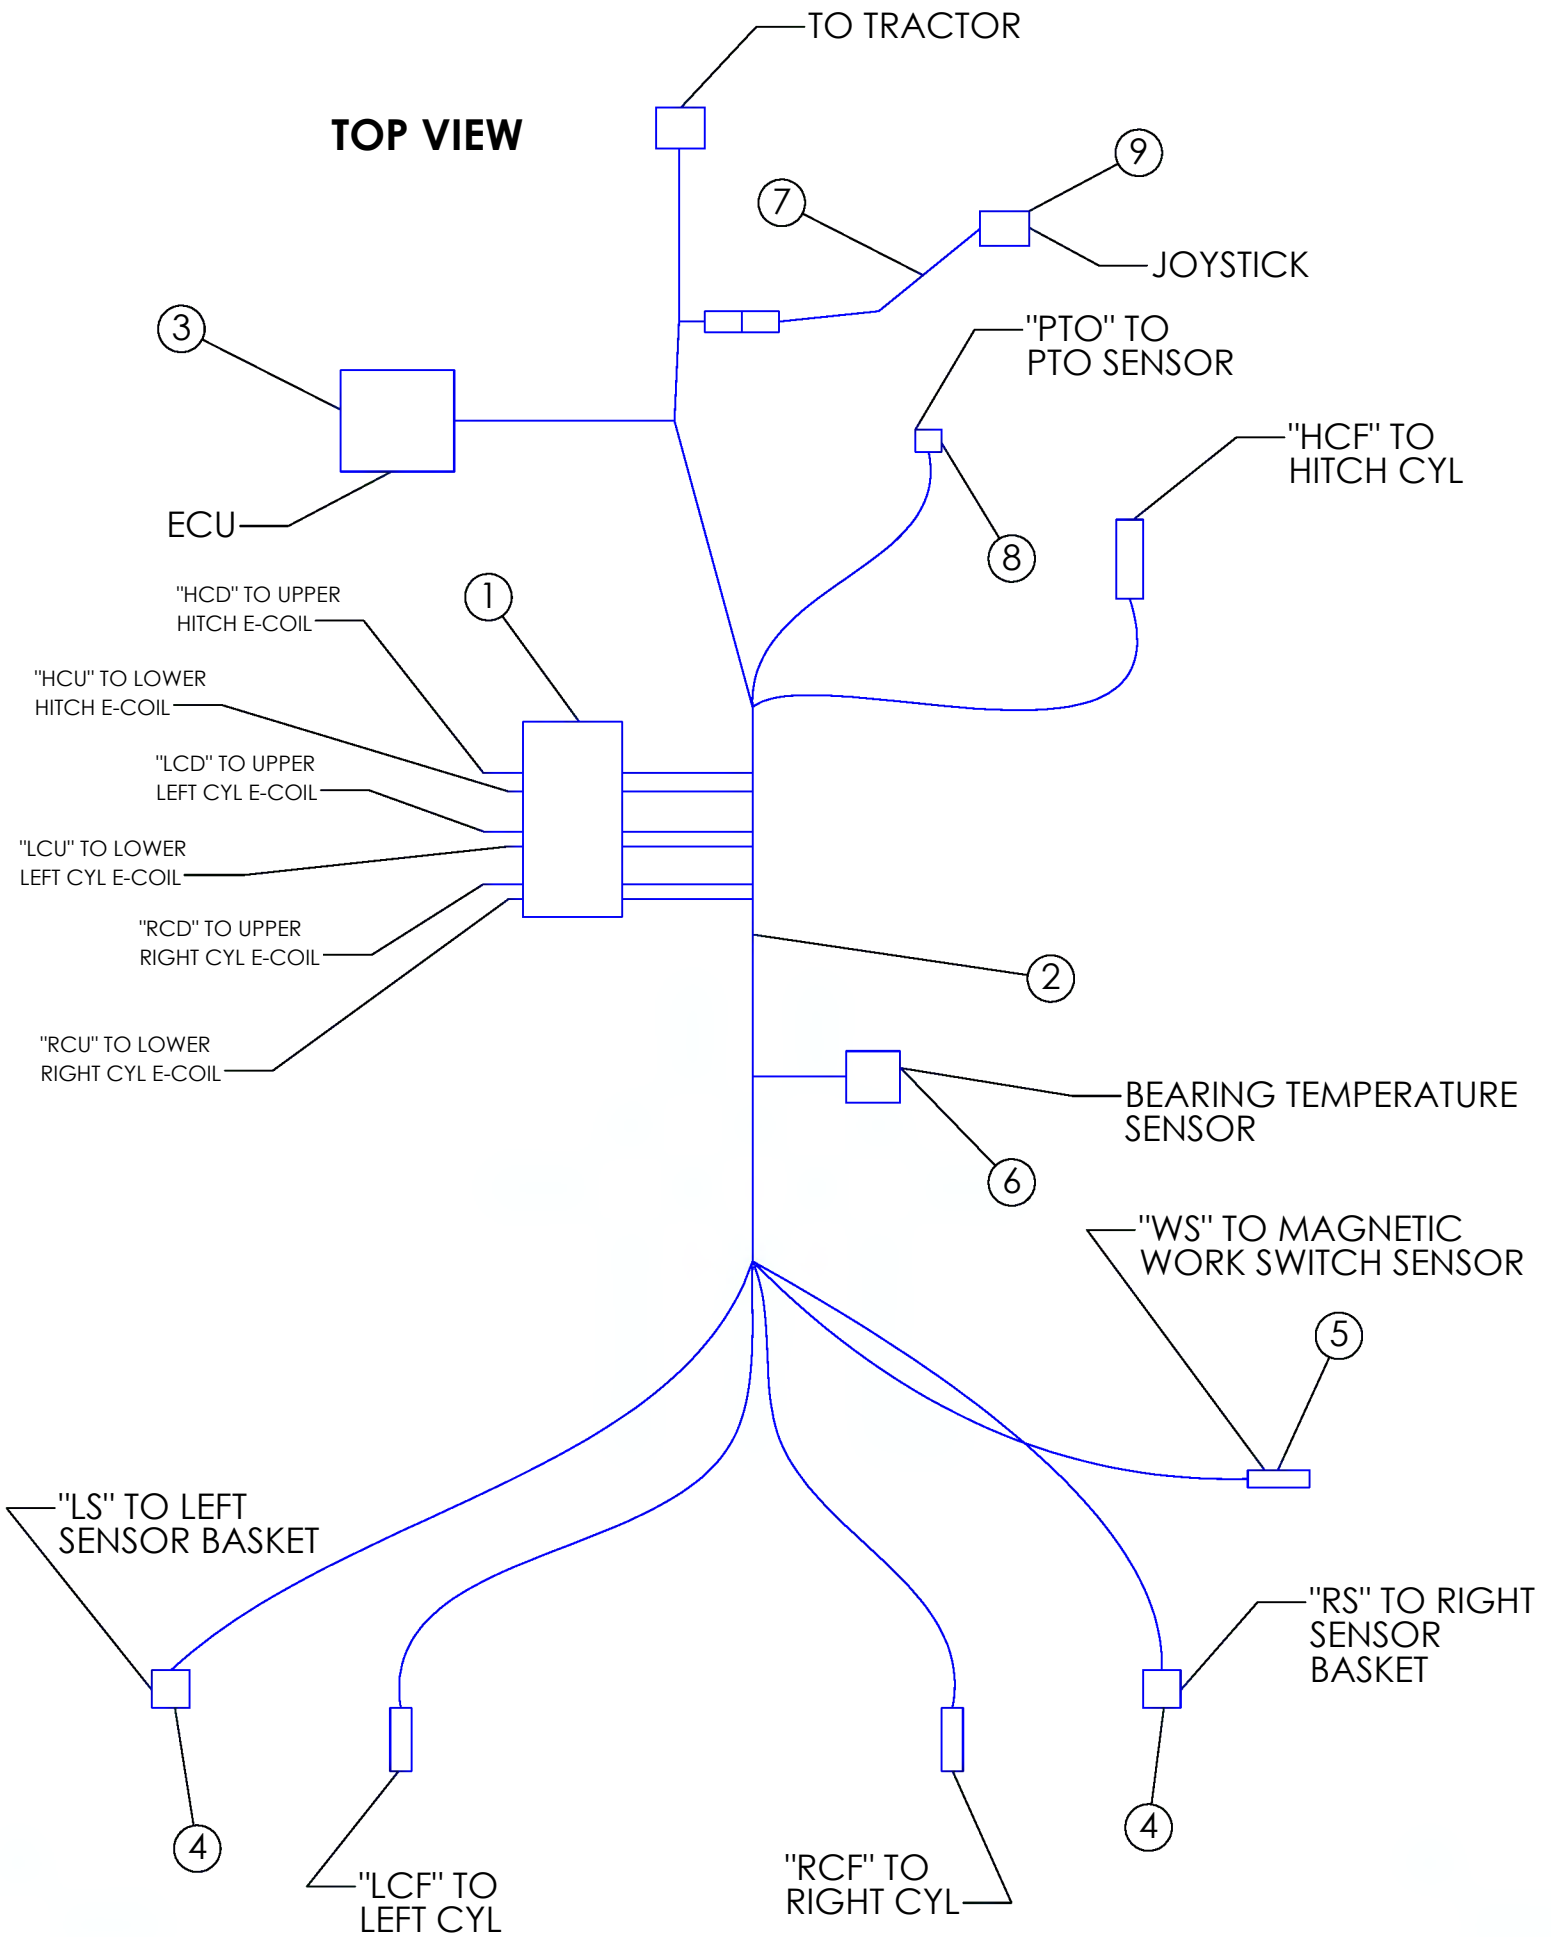 TO TRACTOR
TOP VIEW
9
7
JOYSTICK
3
"PTO" TO
PTO SENSOR
"HCF" TO
HITCH CYL
ECU
8
"HCD" TO UPPER
HITCH E-COIL
1
"HCU" TO LOWER
HITCH E-COIL
"LCD" TO UPPER
LEFT CYL E-COIL
"LCU" TO LOWER
LEFT CYL E-COIL
"RCD" TO UPPER
RIGHT CYL E-COIL
2
"RCU" TO LOWER
RIGHT CYL E-COIL
BEARING TEMPERATURE
SENSOR
6
"WS" TO MAGNETIC
WORK SWITCH SENSOR
5
"LS" TO LEFT
SENSOR BASKET
"RS" TO RIGHT
SENSOR
BASKET
4
4
"LCF" TO
LEFT CYL
"RCF" TO
RIGHT CYL